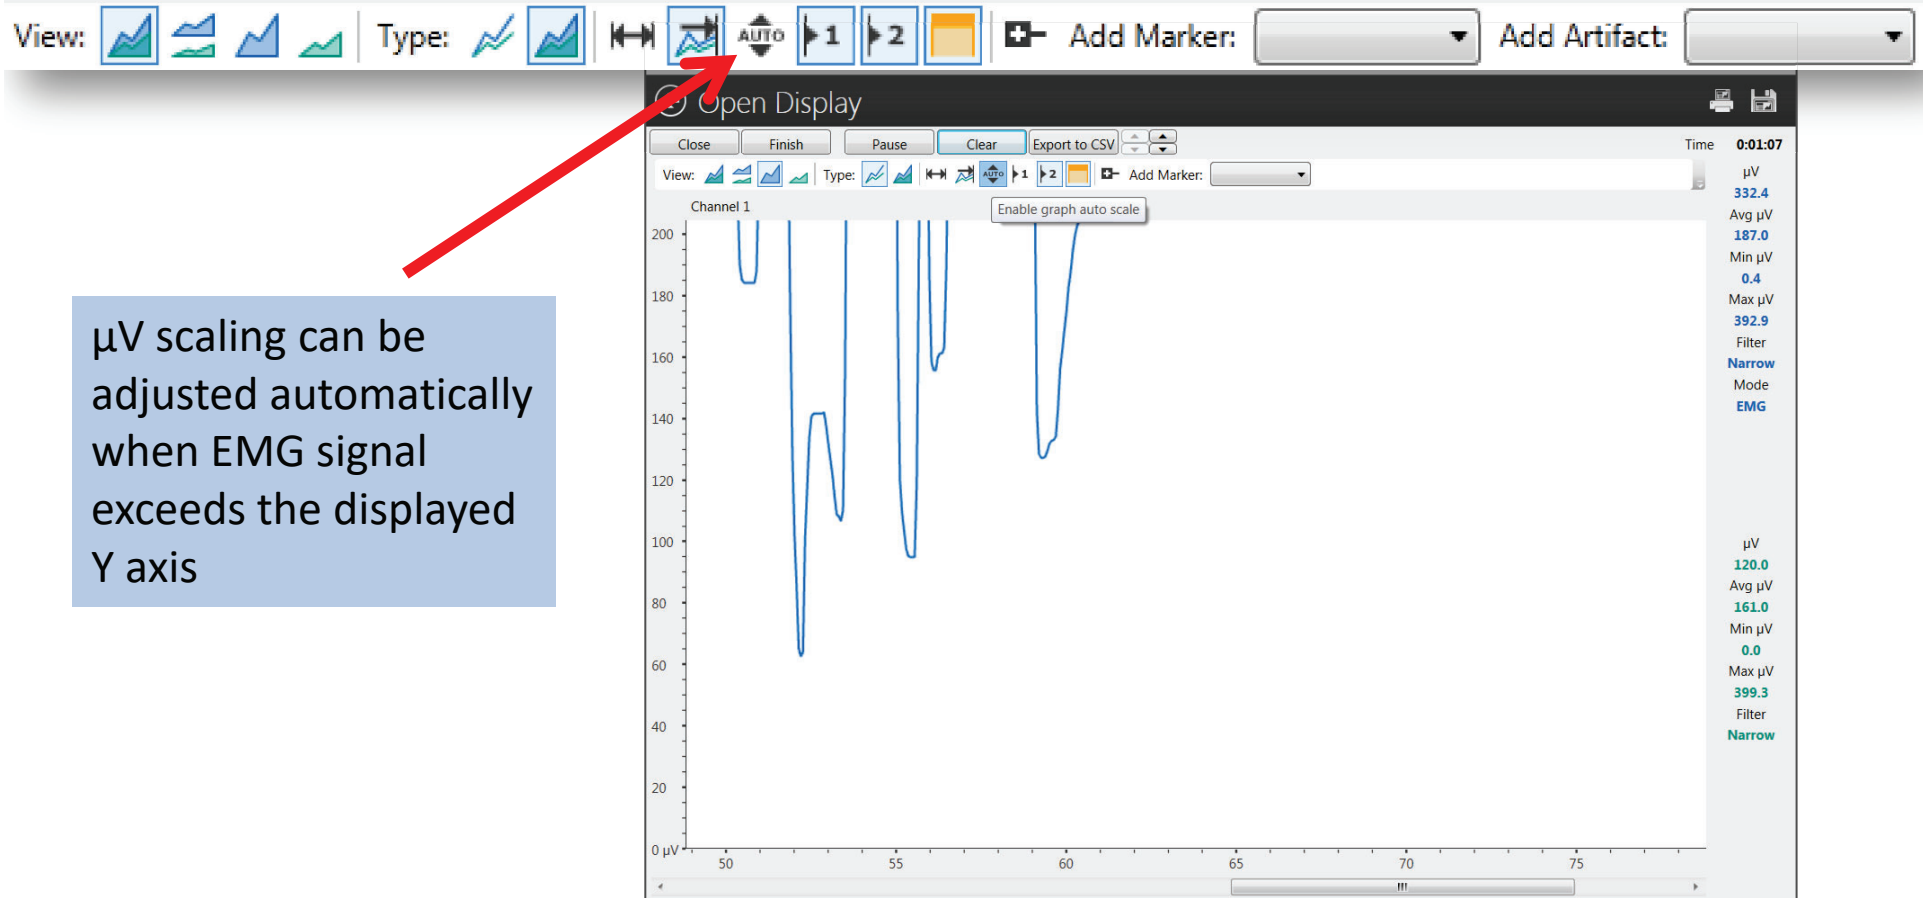 View: Type: AUTO 1 2 Add Marker: Add Artifact:
Open Display
Close Finish Pause Clear Export to CSV Time 0:01:07
View: Type: AUTO 1 2 Add Marker:
Channel 1
Enable graph auto scale
µV scaling can be
adjusted automatically
when EMG signal
exceeds the displayed
Y axis
200
180
160
140
120
100
80
60
40
20
0 µV
50 55 60 65 70 75
µV
332.4
Avg µV
187.0
Min µV
0.4
Max µV
392.9
Filter
Narrow
Mode
EMG
µV
120.0
Avg µV
161.0
Min µV
0.0
Max µV
399.3
Filter
Narrow